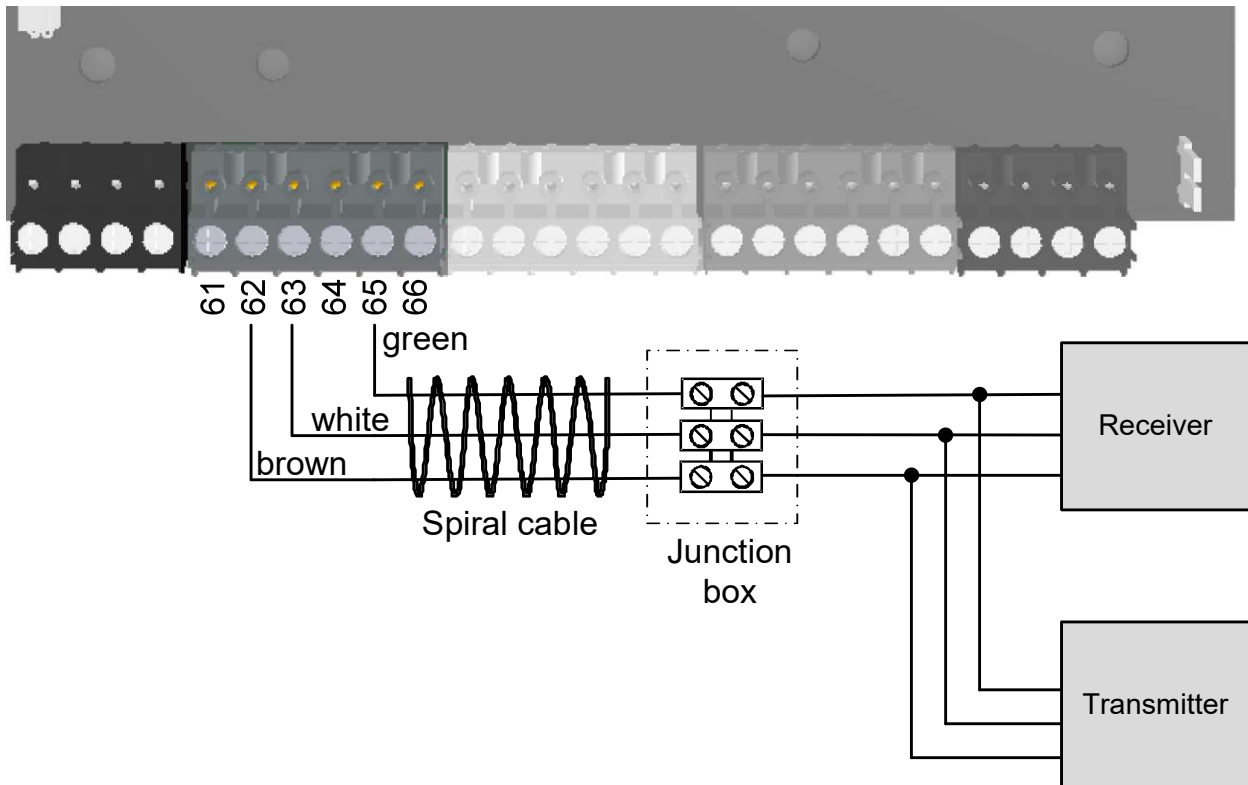 61
62
63
64
65
66
green
white
brown
Spiral cable
Junction
box
Receiver
Transmitter